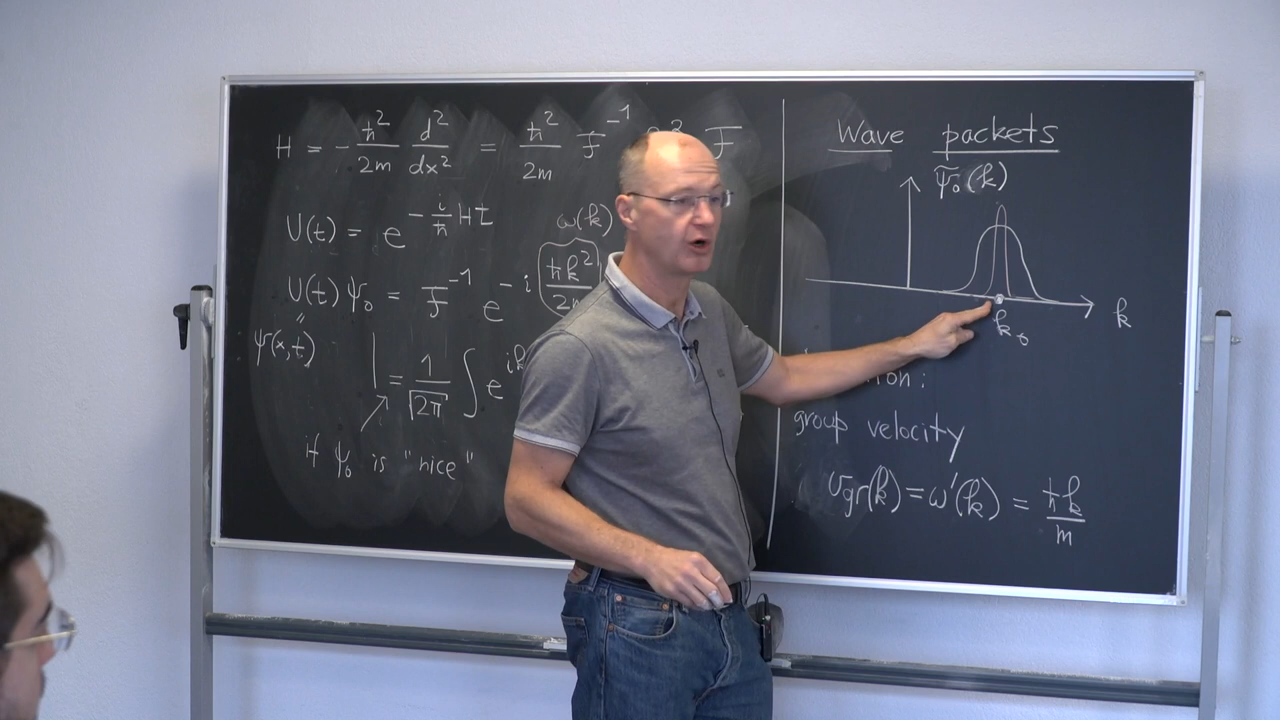 H = - ħ²/2m d²/dx² = ħ²/2m F⁻¹ F
U(t) = e^{-i/ħ Ht}
ω(k)
U(t)ψ₀ = F⁻¹ e^{-i ħk²/2m
ψ(x,t)
= 1/√2π ∫ e^{ik
if ψ₀ is "nice"
Wave packets
ψ̃₀(k)
k
k₀
group velocity
v_gr(k) = ω'(k) = ħk/m